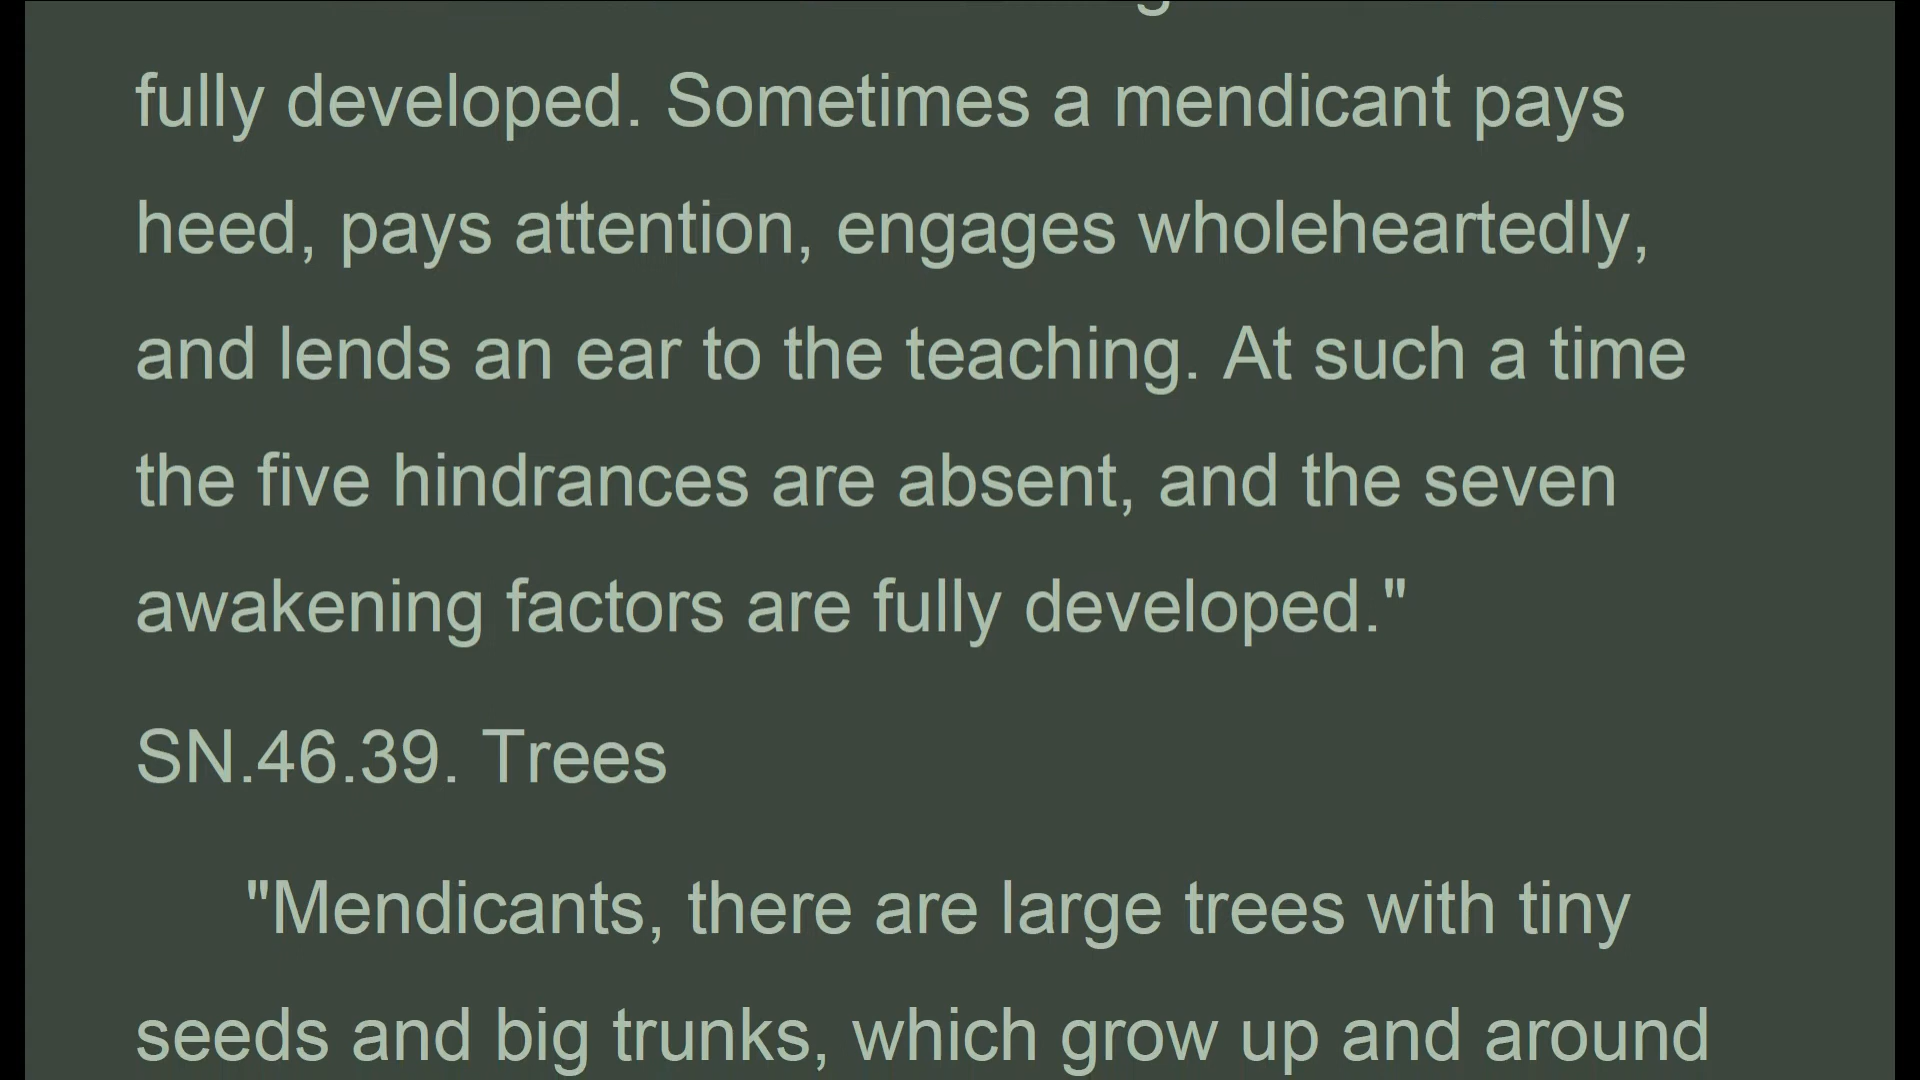 fully developed. Sometimes a mendicant pays
heed, pays attention, engages wholeheartedly,
and lends an ear to the teaching. At such a time
the five hindrances are absent, and the seven
awakening factors are fully developed."
SN.46.39. Trees
"Mendicants, there are large trees with tiny
seeds and big trunks, which grow up and around